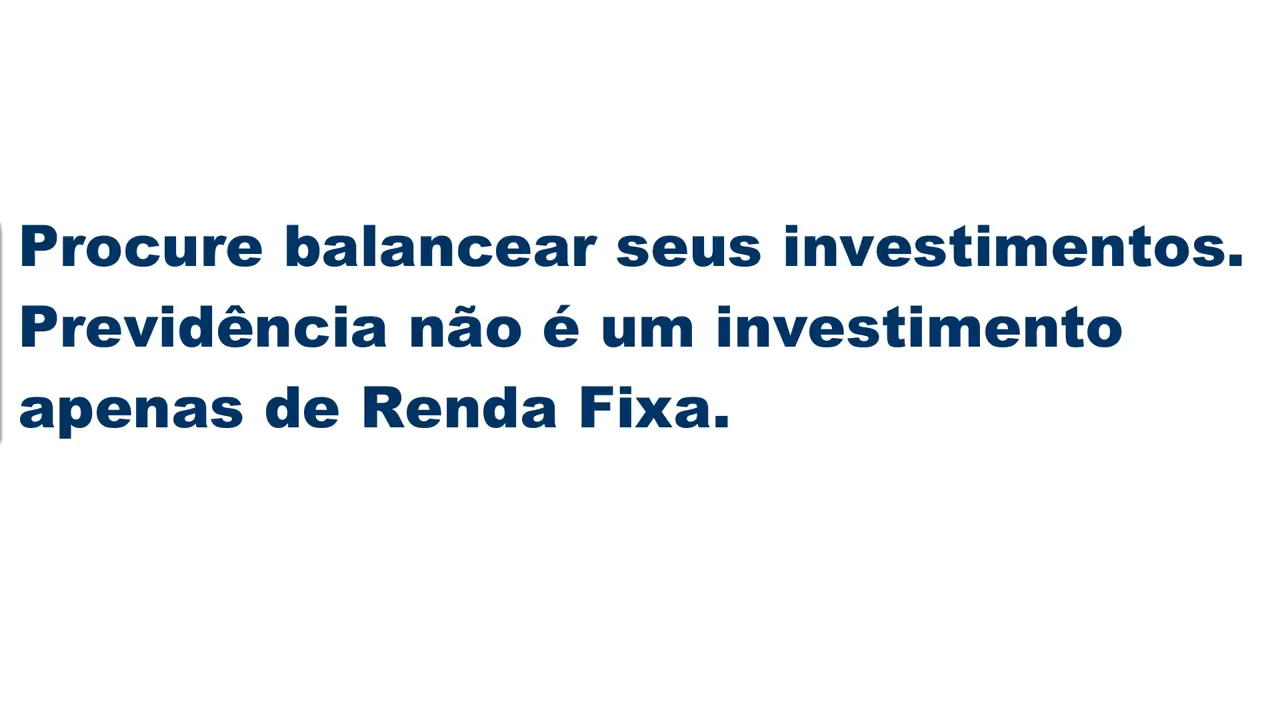 Procure balancear seus investimentos.
Previdência não é um investimento
apenas de Renda Fixa.